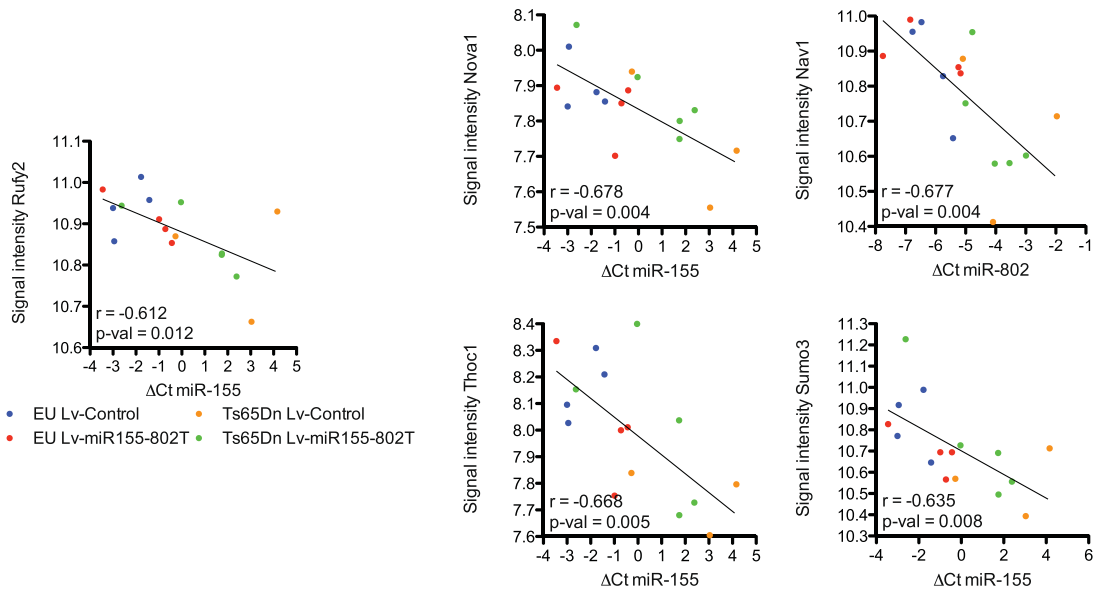 Signal intensity Rufy2
11.1
11.0
10.9
10.8
10.7
10.6
r = -0.612
p-val = 0.012
-4 -3 -2 -1 0 1 2 3 4 5
ΔCt miR-155
EU Lv-Control
Ts65Dn Lv-Control
EU Lv-miR155-802T
Ts65Dn Lv-miR155-802T
Signal intensity Nova1
8.1
8.0
7.9
7.8
7.7
7.6
7.5
r = -0.678
p-val = 0.004
-4 -3 -2 -1 0 1 2 3 4 5
ΔCt miR-155
Signal intensity Nav1
11.0
10.9
10.8
10.7
10.6
10.5
10.4
r = -0.677
p-val = 0.004
-8 -7 -6 -5 -4 -3 -2 -1
ΔCt miR-802
Signal intensity Thoc1
8.4
8.3
8.2
8.1
8.0
7.9
7.8
7.7
7.6
r = -0.668
p-val = 0.005
-4 -3 -2 -1 0 1 2 3 4 5
ΔCt miR-155
Signal intensity Sumo3
11.3
11.2
11.1
11.0
10.9
10.8
10.7
10.6
10.5
10.4
10.3
r = -0.635
p-val = 0.008
-4 -2 0 2 4 6
ΔCt miR-155